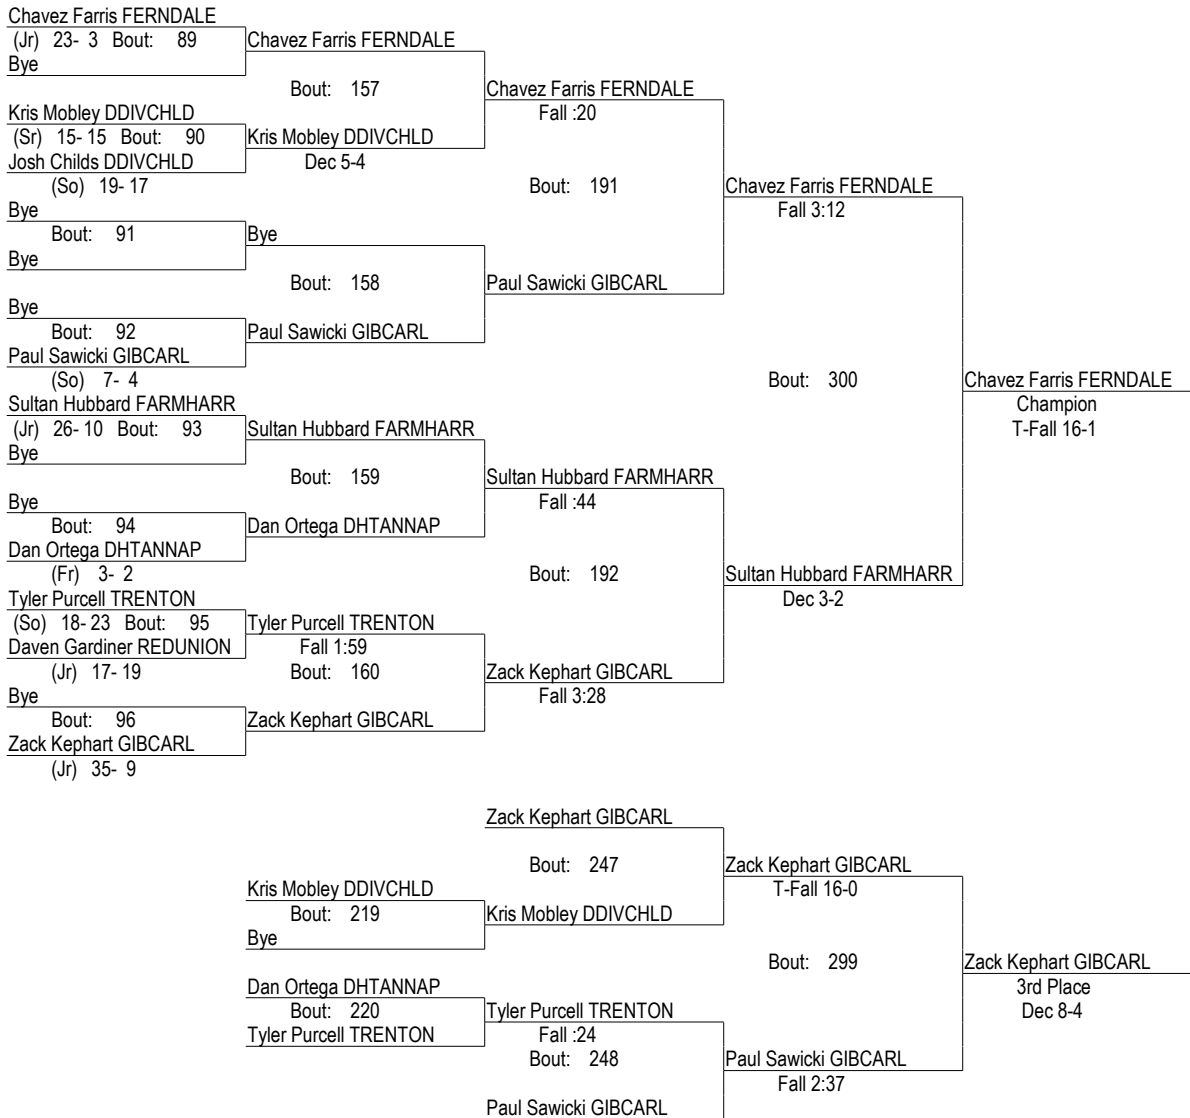 Chavez Farris FERNDALE
(Jr) 23- 3 Bout: 89
Chavez Farris FERNDALE
Bye
Bout: 157
Chavez Farris FERNDALE
Kris Mobley DDIVCHLD
Fall :20
(Sr) 15- 15 Bout: 90
Kris Mobley DDIVCHLD
Josh Childs DDIVCHLD
Dec 5-4
(So) 19- 17
Bout: 191
Chavez Farris FERNDALE
Bye
Fall 3:12
Bout: 91
Bye
Bye
Bout: 158
Paul Sawicki GIBCARL
Bye
Bout: 92
Paul Sawicki GIBCARL
Paul Sawicki GIBCARL
(So) 7- 4
Bout: 300
Chavez Farris FERNDALE
Sultan Hubbard FARMHARR
Champion
(Jr) 26- 10 Bout: 93
Sultan Hubbard FARMHARR
T-Fall 16-1
Bye
Bout: 159
Sultan Hubbard FARMHARR
Bye
Fall :44
Bout: 94
Dan Ortega DHTANNAP
Dan Ortega DHTANNAP
(Fr) 3- 2
Bout: 192
Sultan Hubbard FARMHARR
Tyler Purcell TRENTON
Dec 3-2
(So) 18- 23 Bout: 95
Tyler Purcell TRENTON
Daven Gardiner REDUNION
Fall 1:59
(Jr) 17- 19
Bout: 160
Zack Kephart GIBCARL
Bye
Fall 3:28
Bout: 96
Zack Kephart GIBCARL
Zack Kephart GIBCARL
(Jr) 35- 9
Zack Kephart GIBCARL
Bout: 247
Zack Kephart GIBCARL
Kris Mobley DDIVCHLD
T-Fall 16-0
Bout: 219
Kris Mobley DDIVCHLD
Bye
Bout: 299
Zack Kephart GIBCARL
Dan Ortega DHTANNAP
3rd Place
Bout: 220
Tyler Purcell TRENTON
Dec 8-4
Tyler Purcell TRENTON
Fall :24
Bout: 248
Paul Sawicki GIBCARL
Fall 2:37
Paul Sawicki GIBCARL